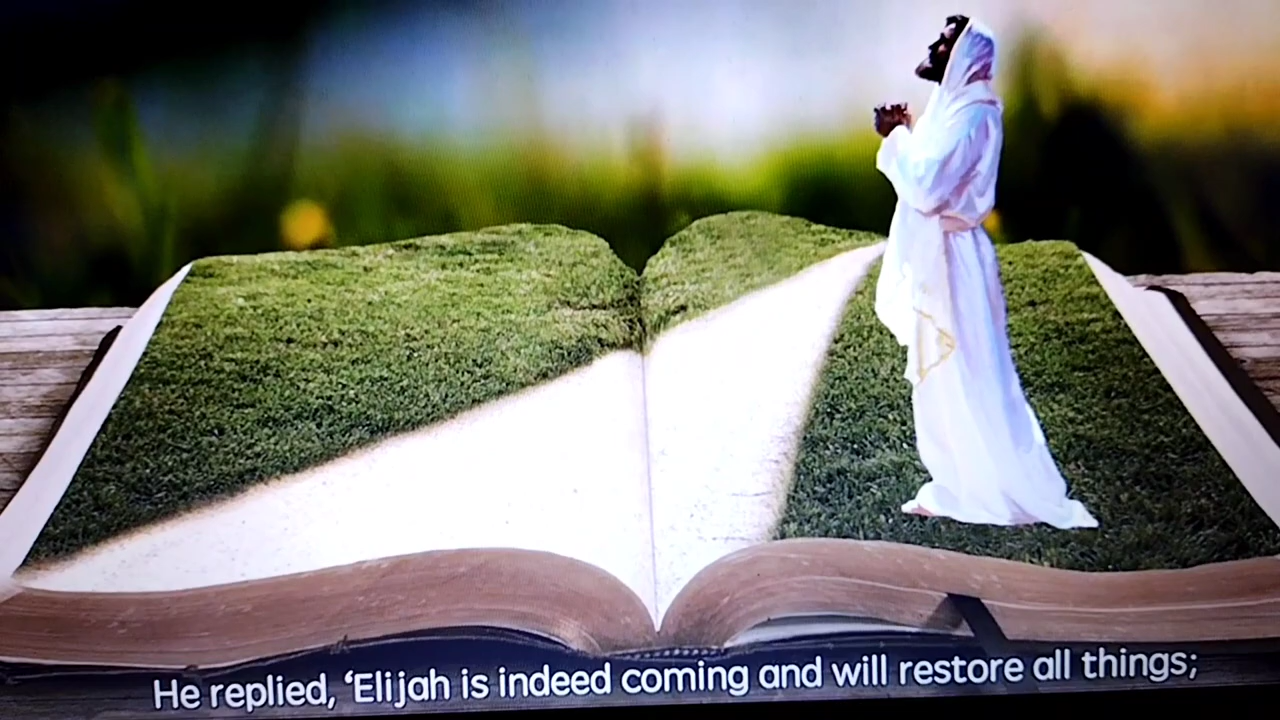 He replied, ‘Elijah is indeed coming and will restore all things;